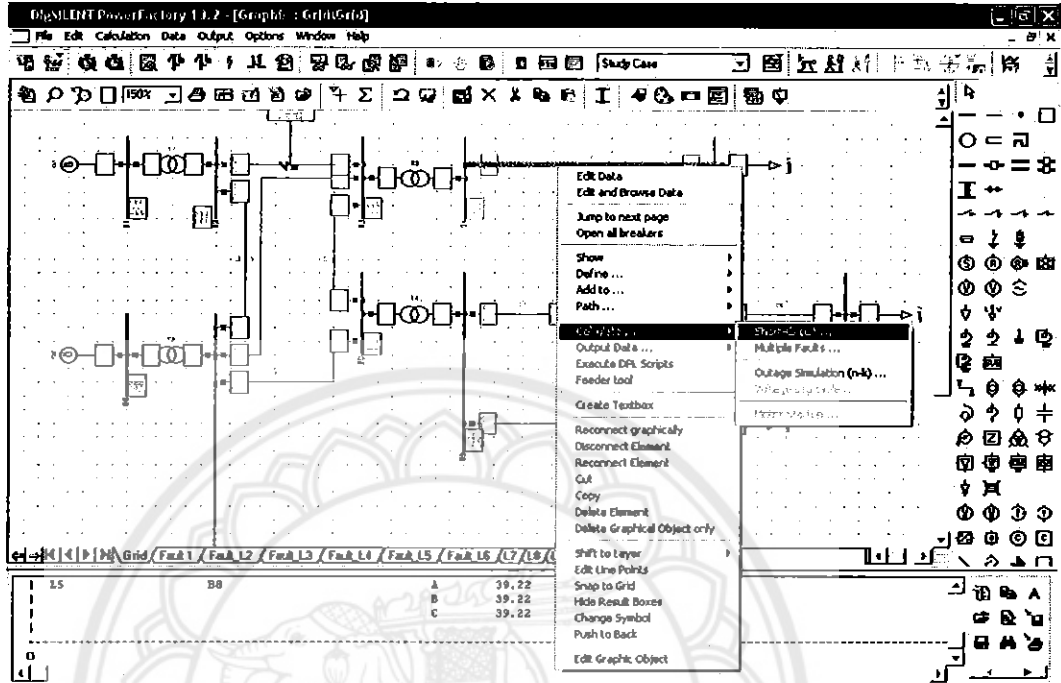 DIgSILENT PowerFactory 13.2 - [Graphic : Grid\Grid]
File Edit Calculation Data Output Options Window Help
Study Case
150%
Edit Data
Edit and Browse Data
Jump to next page
Open all breakers
Show
Define ...
Add to ...
Path ...
Output Data ...
Execute DPL Scripts
Feeder tool
Create Textbox
Reconnect graphically
Disconnect Element
Reconnect Element
Cut
Copy
Delete Element
Delete Graphical Object only
Shift to Layer
Edit Line Points
Snap to Grid
Hide Result Boxes
Change Symbol
Push to Back
Edit Graphic Object
Multiple Faults ...
Outage Simulation (n-k) ...
Grid Fault 1 Fault_L2 Fault_L3 Fault_L4 Fault_L5 Fault L6 L7 L8
L5 B8 A 39.22
B 39.22
C 39.22